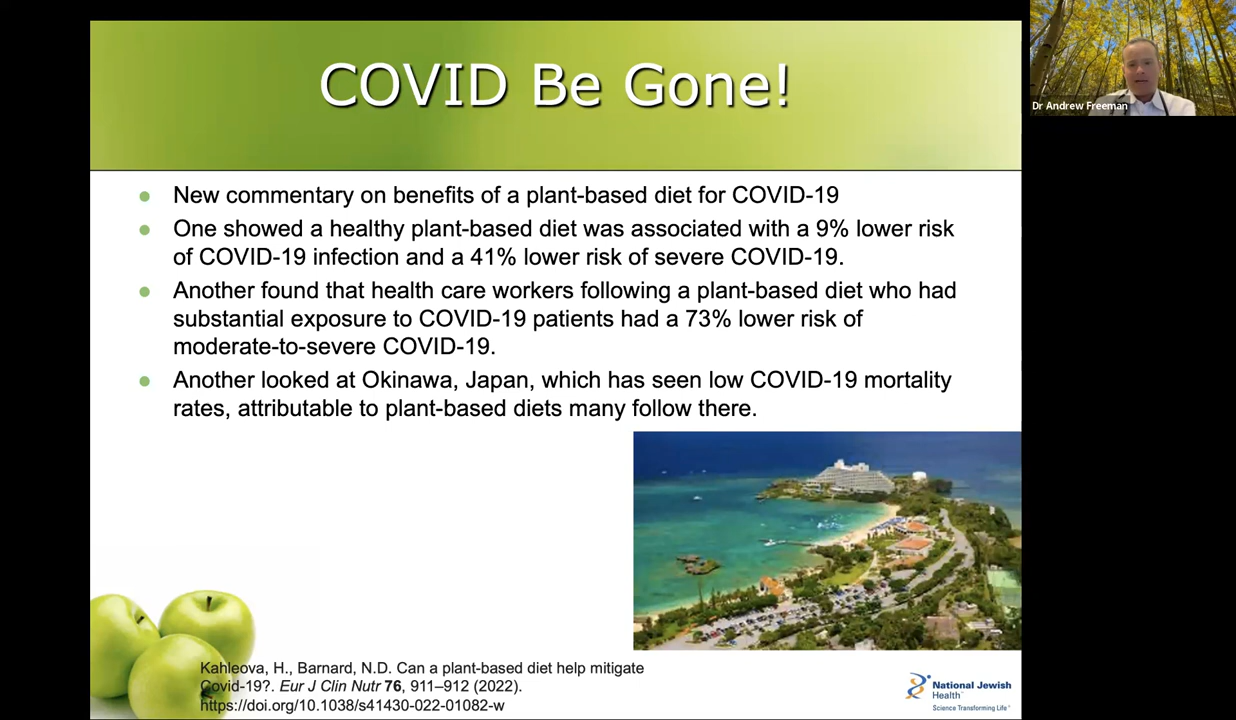 COVID Be Gone!
Dr Andrew Freeman
New commentary on benefits of a plant-based diet for COVID-19
One showed a healthy plant-based diet was associated with a 9% lower risk
of COVID-19 infection and a 41% lower risk of severe COVID-19.
Another found that health care workers following a plant-based diet who had
substantial exposure to COVID-19 patients had a 73% lower risk of
moderate-to-severe COVID-19.
Another looked at Okinawa, Japan, which has seen low COVID-19 mortality
rates, attributable to plant-based diets many follow there.
Kahleova, H., Barnard, N.D. Can a plant-based diet help mitigate
Covid-19?. Eur J Clin Nutr 76, 911–912 (2022).
https://doi.org/10.1038/s41430-022-01082-w
National Jewish
Health
Science Transforming Life